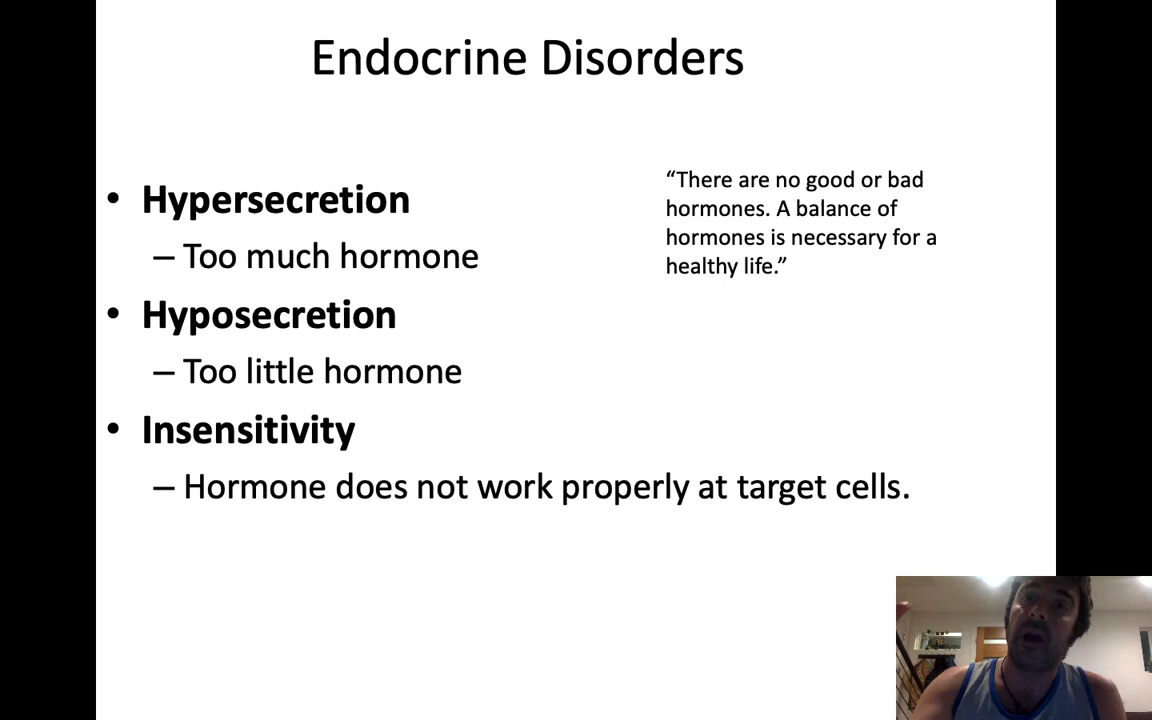 Endocrine Disorders
• Hypersecretion
– Too much hormone
• Hyposecretion
– Too little hormone
• Insensitivity
– Hormone does not work properly at target cells.
“There are no good or bad
hormones. A balance of
hormones is necessary for a
healthy life.”